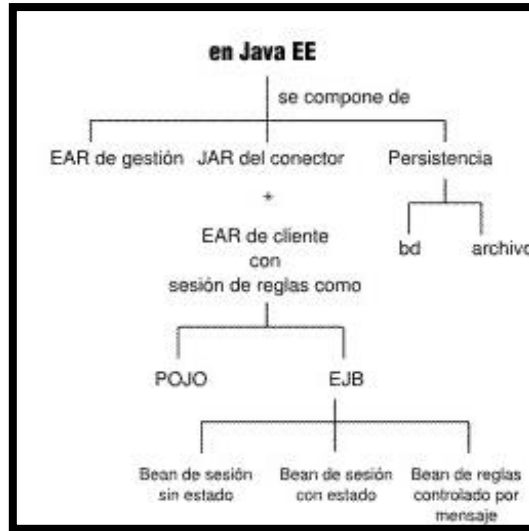 en Java EE
se compone de
EAR de gestión JAR del conector Persistencia
+
bd archivo
EAR de cliente
con
sesión de reglas como
POJO EJB
Bean de sesión
sin estado
Bean de sesión
con estado
Bean de reglas
controlado por
mensaje